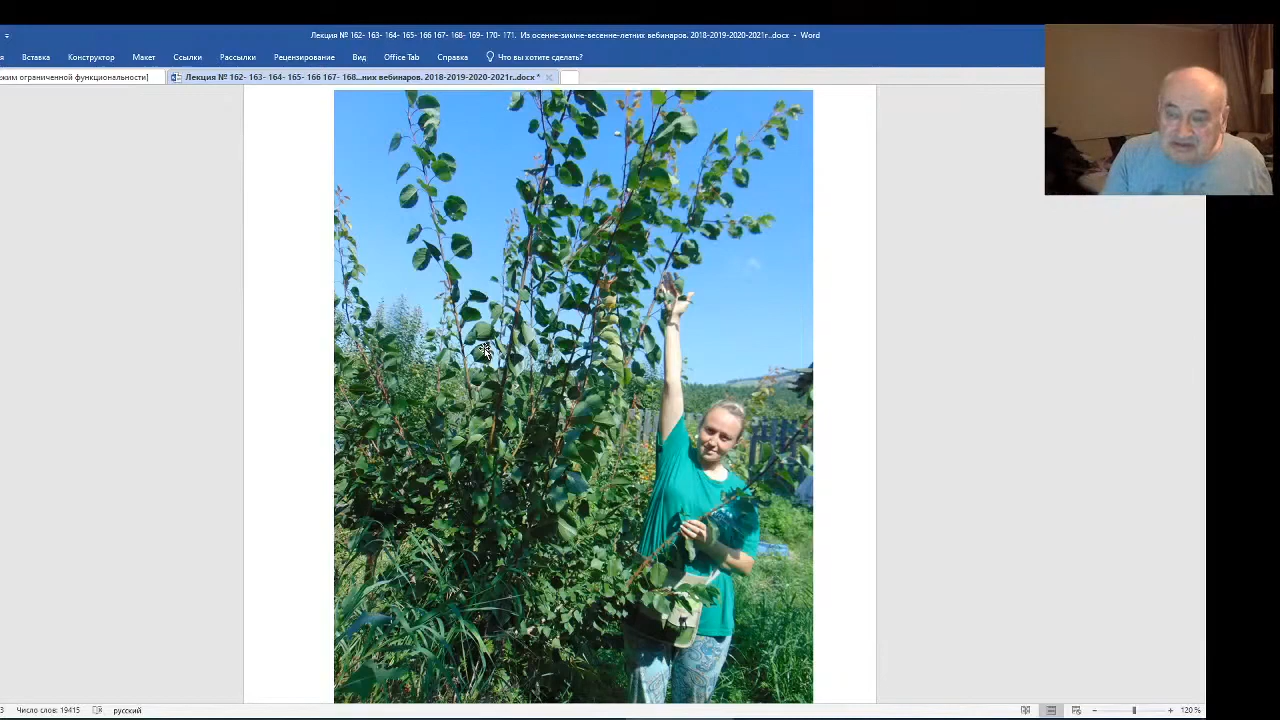 Лекция № 162- 163- 164- 165- 166 167- 168- 169- 170- 171. Из осенне-зимне-весенне-летних вебинаров. 2018-2019-2020-2021г..docx - Word
Вставка Конструктор Макет Ссылки Рассылки Рецензирование Вид Office Tab Справка Что вы хотите сделать?
жим ограниченной функциональности] Лекция № 162- 163- 164- 165- 166 167- 168...них вебинаров. 2018-2019-2020-2021г..docx *
3 Число слов: 19415 русский 120 %